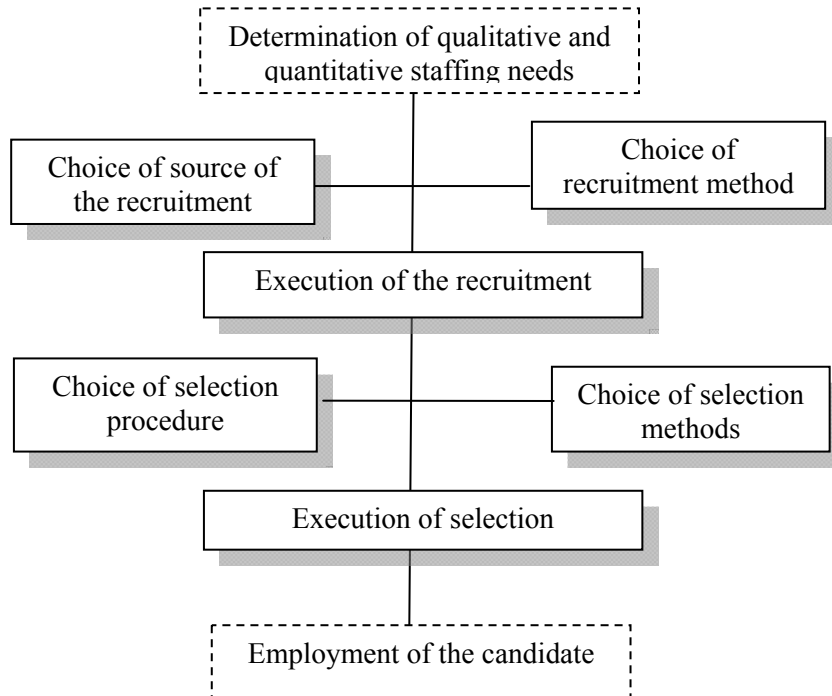 Determination of qualitative and
quantitative staffing needs
Choice of source of
the recruitment
Choice of
recruitment method
Execution of the recruitment
Choice of selection
procedure
Choice of selection
methods
Execution of selection
Employment of the candidate